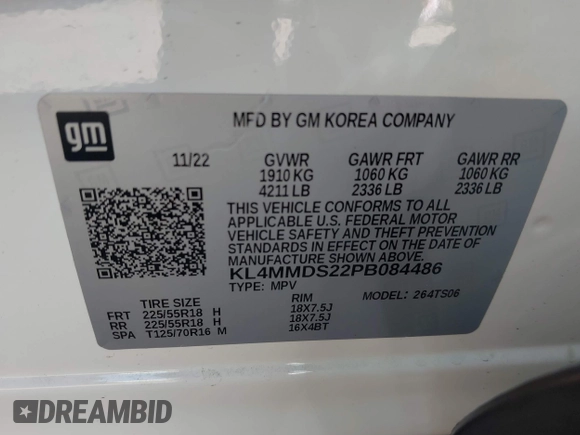 gm
MFD BY GM KOREA COMPANY
11/22 GVWR GAWR FRT GAWR RR
1910 KG 1060 KG 1060 KG
4211 LB 2336 LB 2336 LB
THIS VEHICLE CONFORMS TO ALL
APPLICABLE U.S. FEDERAL MOTOR
VEHICLE SAFETY AND THEFT PREVENTION
STANDARDS IN EFFECT ON THE DATE OF
MANUFACTURE SHOWN ABOVE.
KL4MMDS22PB084486
TYPE: MPV MODEL: 264TS06
TIRE SIZE RIM
FRT 225/55R18 H 18X7.5J
RR 225/55R18 H 18X7.5J
SPA T125/70R16 M 16X4BT
DREAMBID